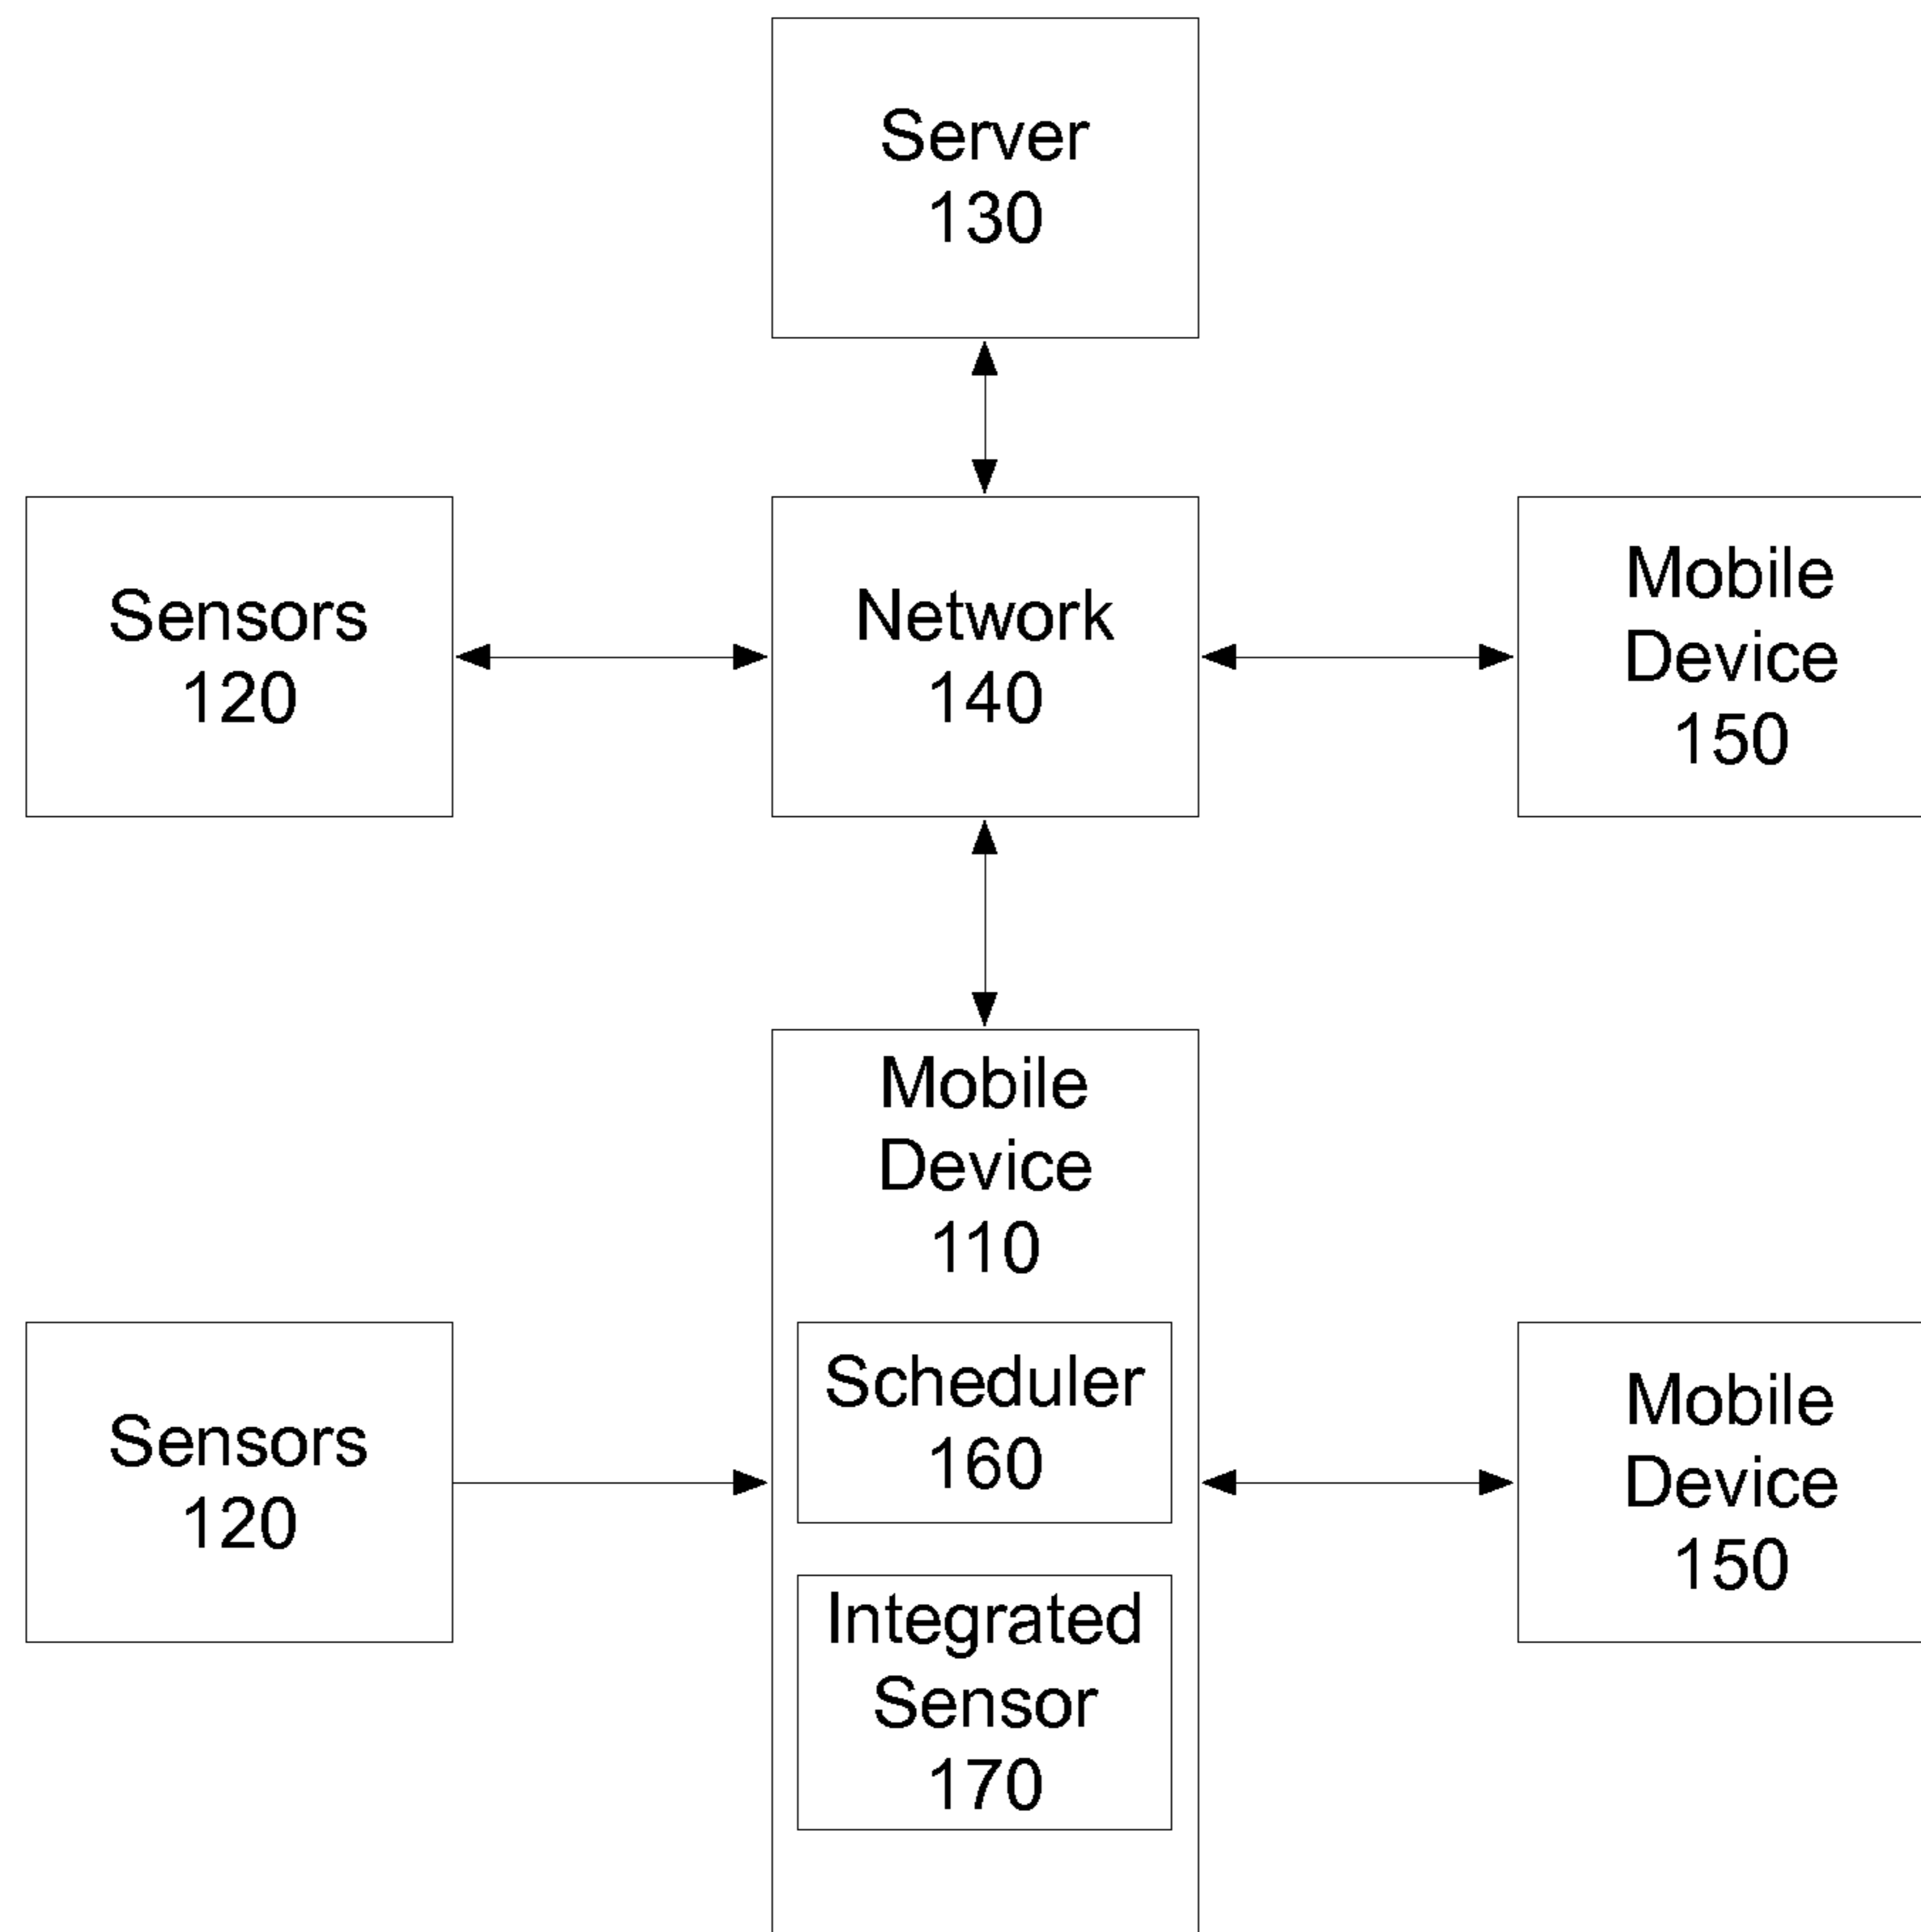 Server
130
Sensors
120
Network
140
Mobile
Device
150
Mobile
Device
110
Sensors
120
Scheduler
160
Integrated
Sensor
170
Mobile
Device
150